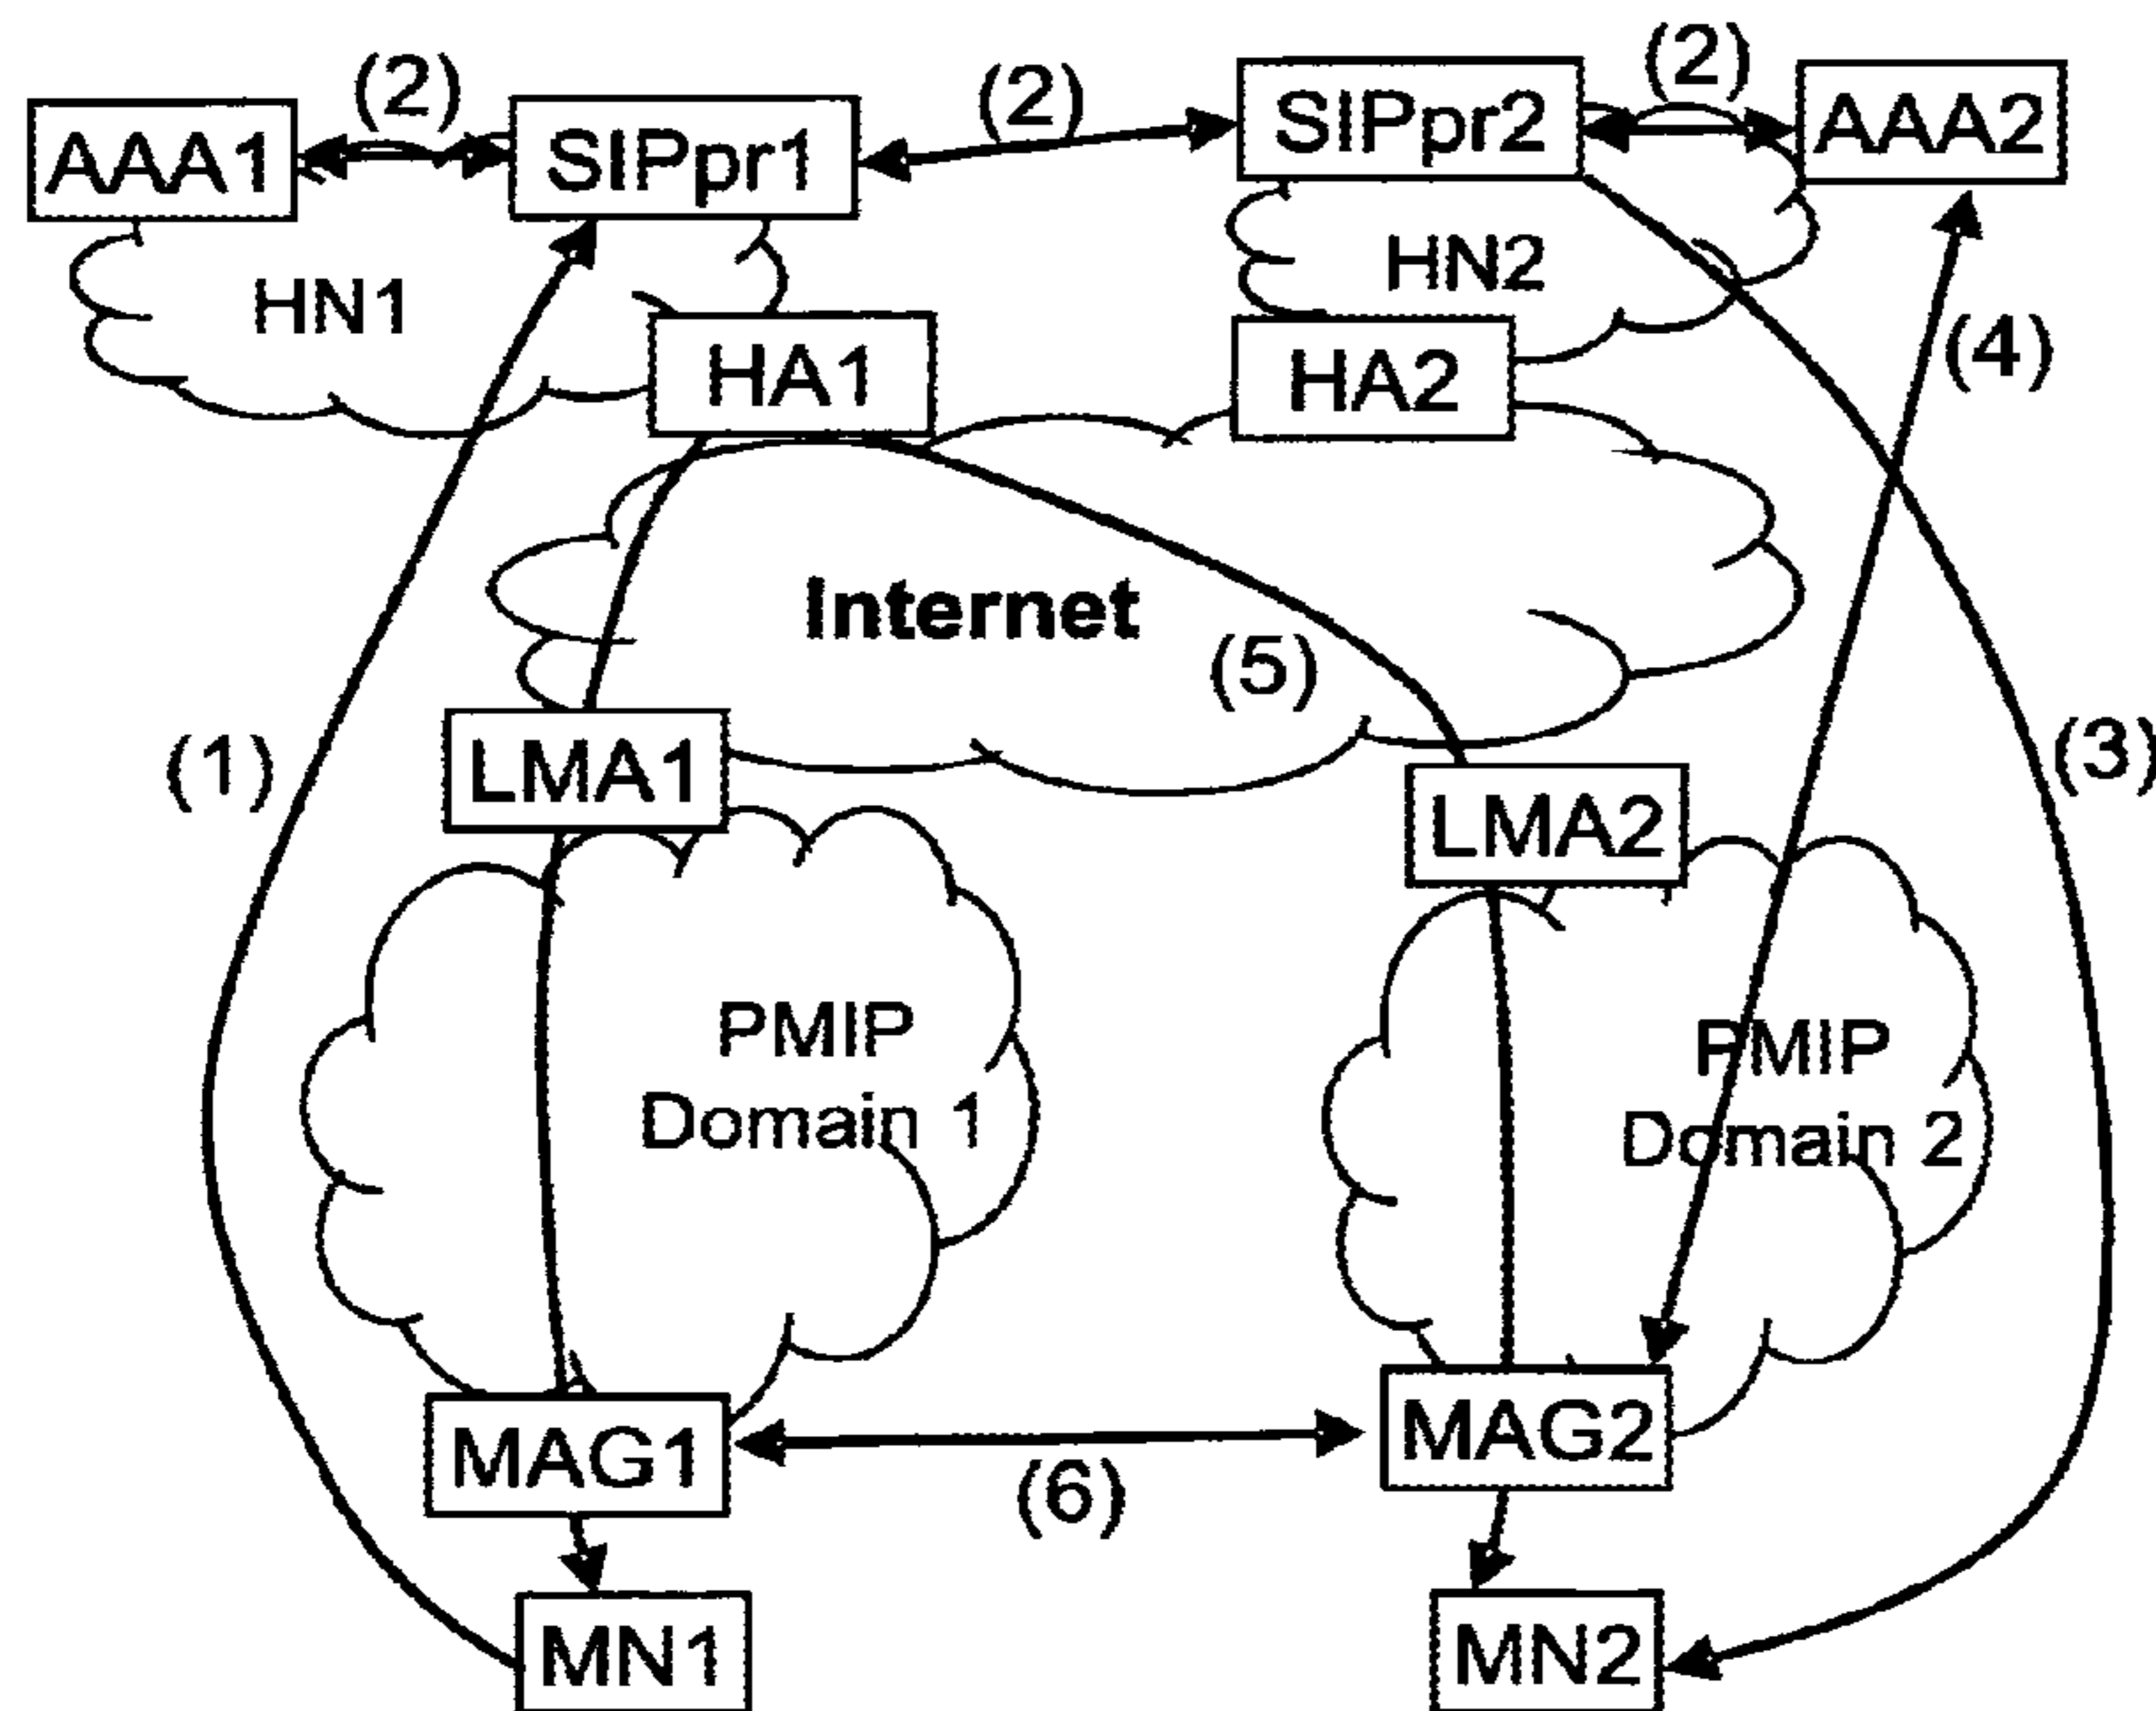 (2)
(2)
(2)
AAA1
SIPpr1
SIPpr2
AAA2
HN1
HN2
HA1
HA2
(4)
Internet
(5)
(1)
LMA1
(3)
LMA2
PMIP
Domain 1
PMIP
Domain 2
MAG1
MAG2
(6)
MN1
MN2